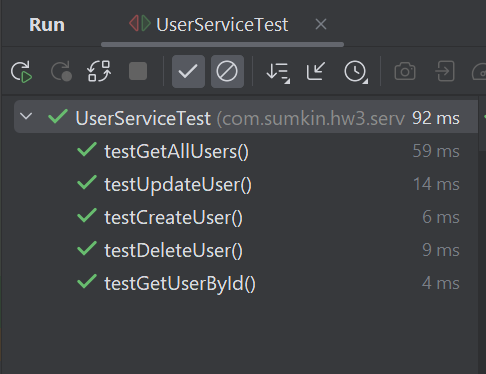 Run UserServiceTest
UserServiceTest (com.sumkin.hw3.serv 92 ms
testGetAllUsers() 59 ms
testUpdateUser() 14 ms
testCreateUser() 6 ms
testDeleteUser() 9 ms
testGetUserById() 4 ms